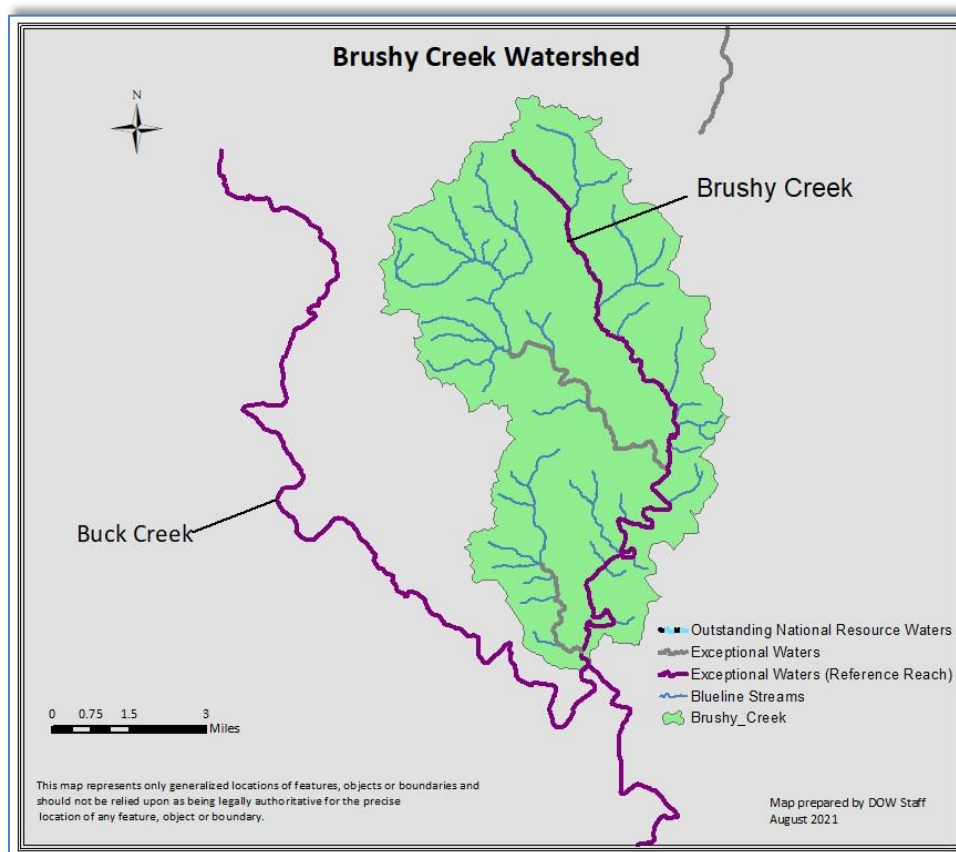 Brushy Creek Watershed
N
Brushy Creek
Buck Creek
Outstanding National Resource Waters
Exceptional Waters
Exceptional Waters (Reference Reach)
Blueline Streams
Brushy_Creek
0 0.75 1.5 3
Miles
This map represents only generalized locations of features, objects or boundaries and
should not be relied upon as being legally authoritative for the precise
location of any feature, object or boundary.
Map prepared by DOW Staff
August 2021